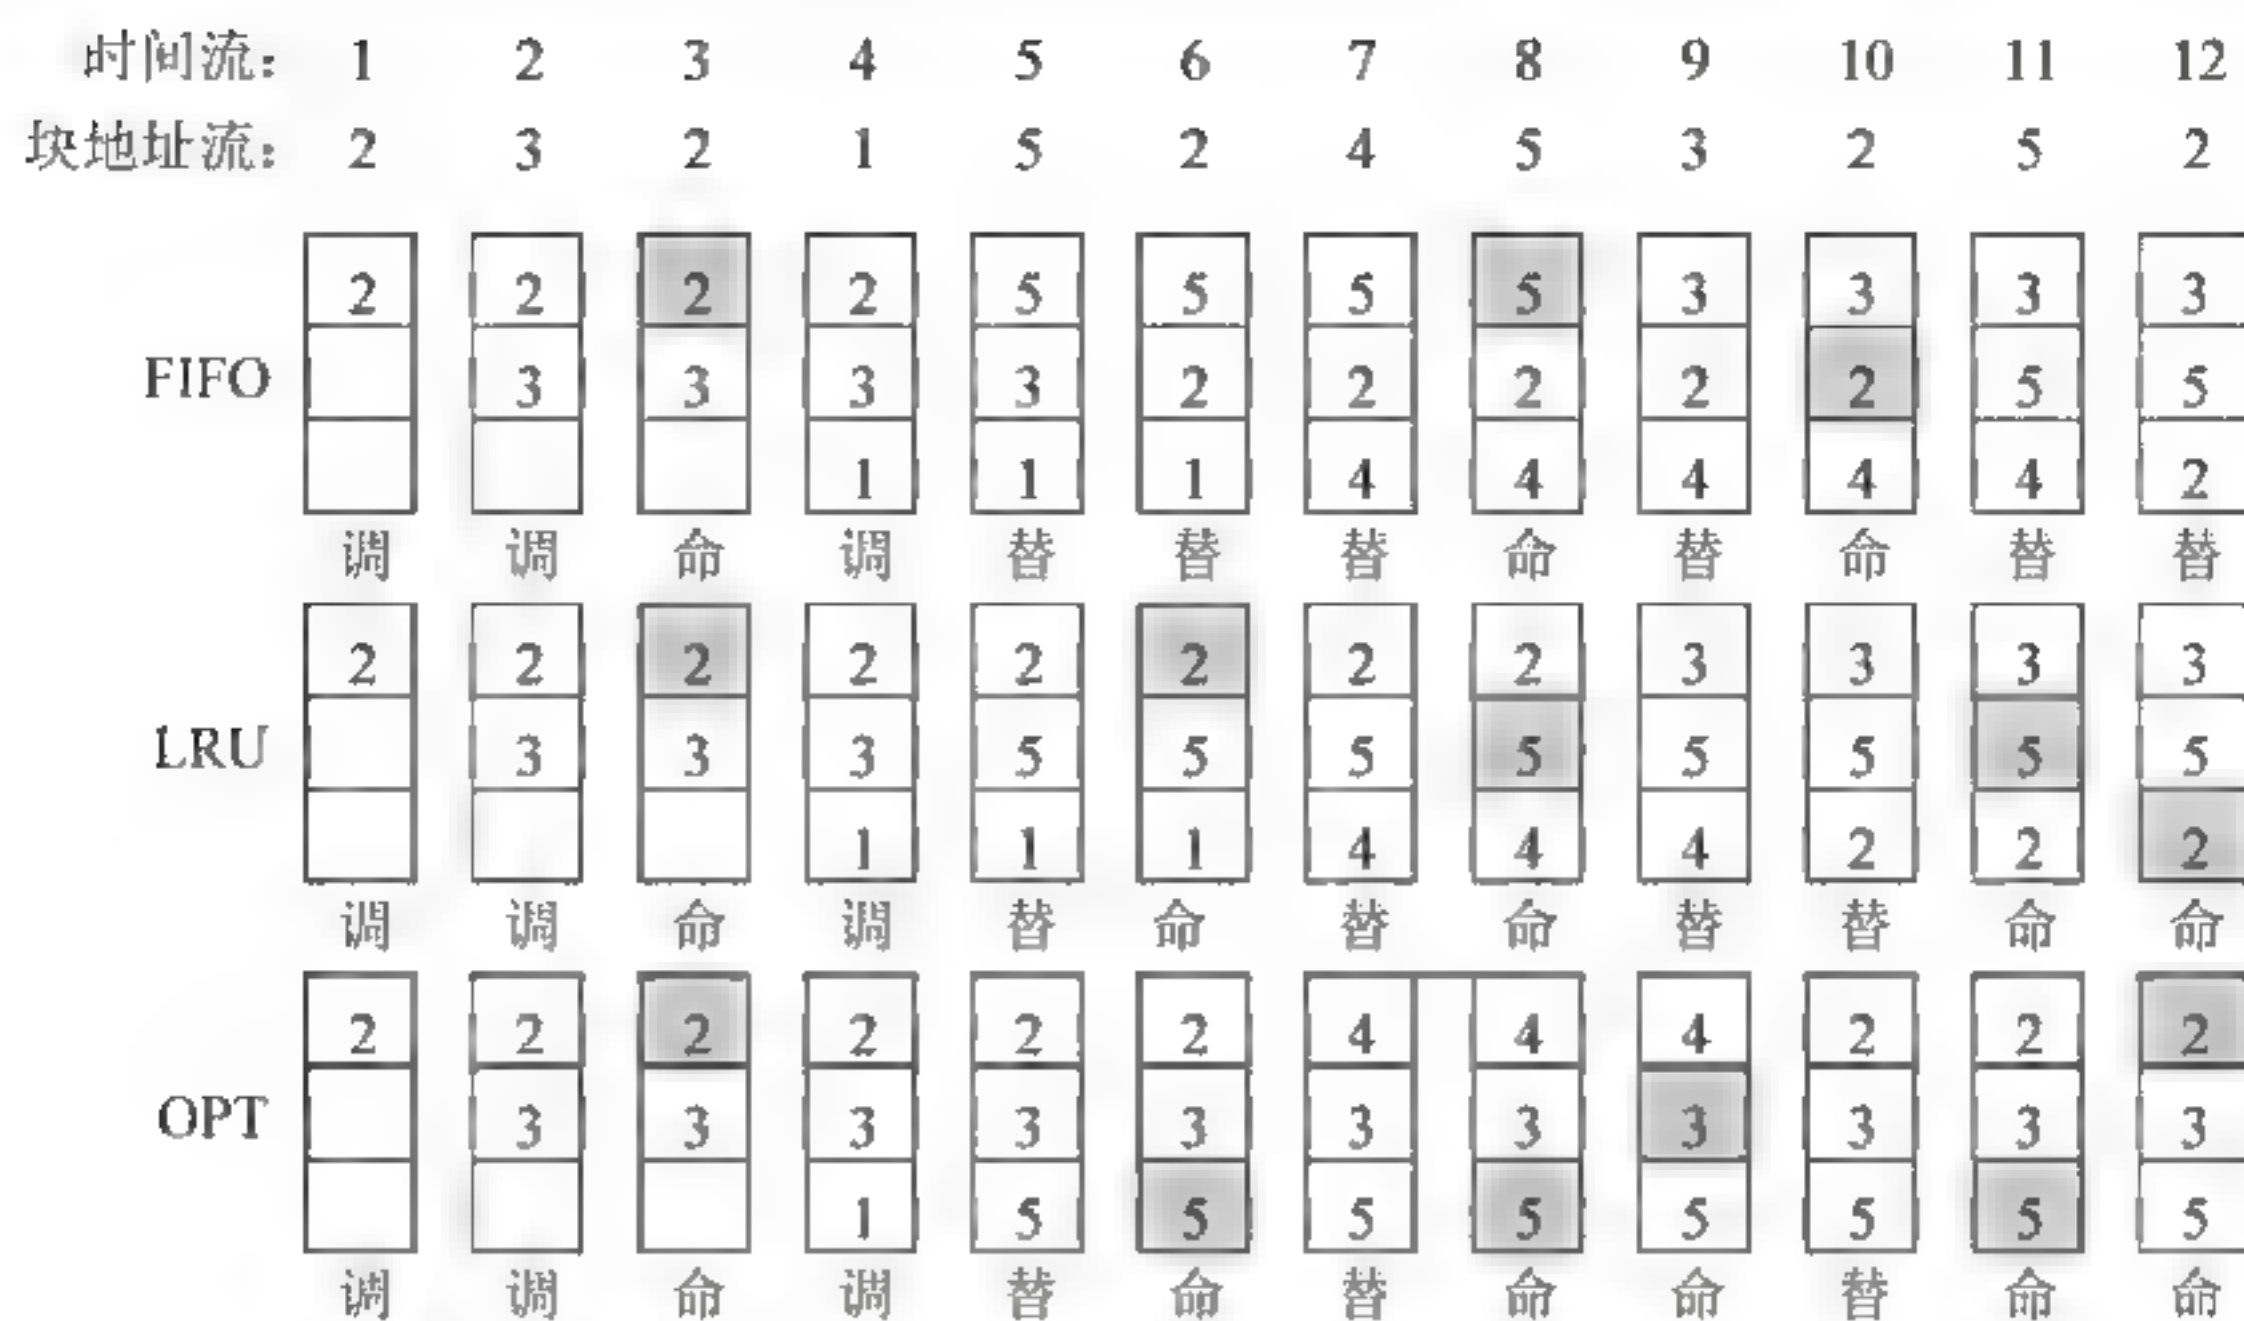 时间流: 1 2 3 4 5 6 7 8 9 10 11 12
块地址流: 2 3 2 1 5 2 4 5 3 2 5 2
2 2 2 2 5 5 5 5 3 3 3 3
FIFO 3 3 3 3 2 2 2 2 2 5 5
1 1 1 4 4 4 4 4 2
调 调 命 调 替 替 替 命 替 命 替 替
2 2 2 2 2 2 2 2 3 3 3 3
LRU 3 3 3 5 5 5 5 5 5 5 5
1 1 1 4 4 4 2 2 2
调 调 命 调 替 命 替 命 替 替 命 命
2 2 2 2 2 2 4 4 4 2 2 2
OPT 3 3 3 3 3 3 3 3 3 3 3
1 5 5 5 5 5 5 5 5
调 调 命 调 替 命 替 命 命 替 命 命